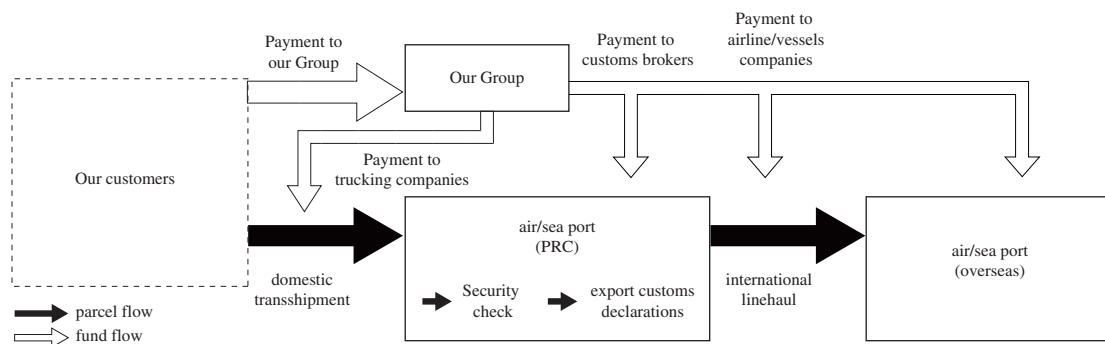 Payment to
our Group
Our Group
Payment to
customs brokers
Payment to
airline/vessels
companies
Our customers
Payment to
trucking companies
domestic
transshipment
air/sea port
(PRC)
Security
check
export customs
declarations
international
linehaul
air/sea port
(overseas)
parcel flow
fund flow